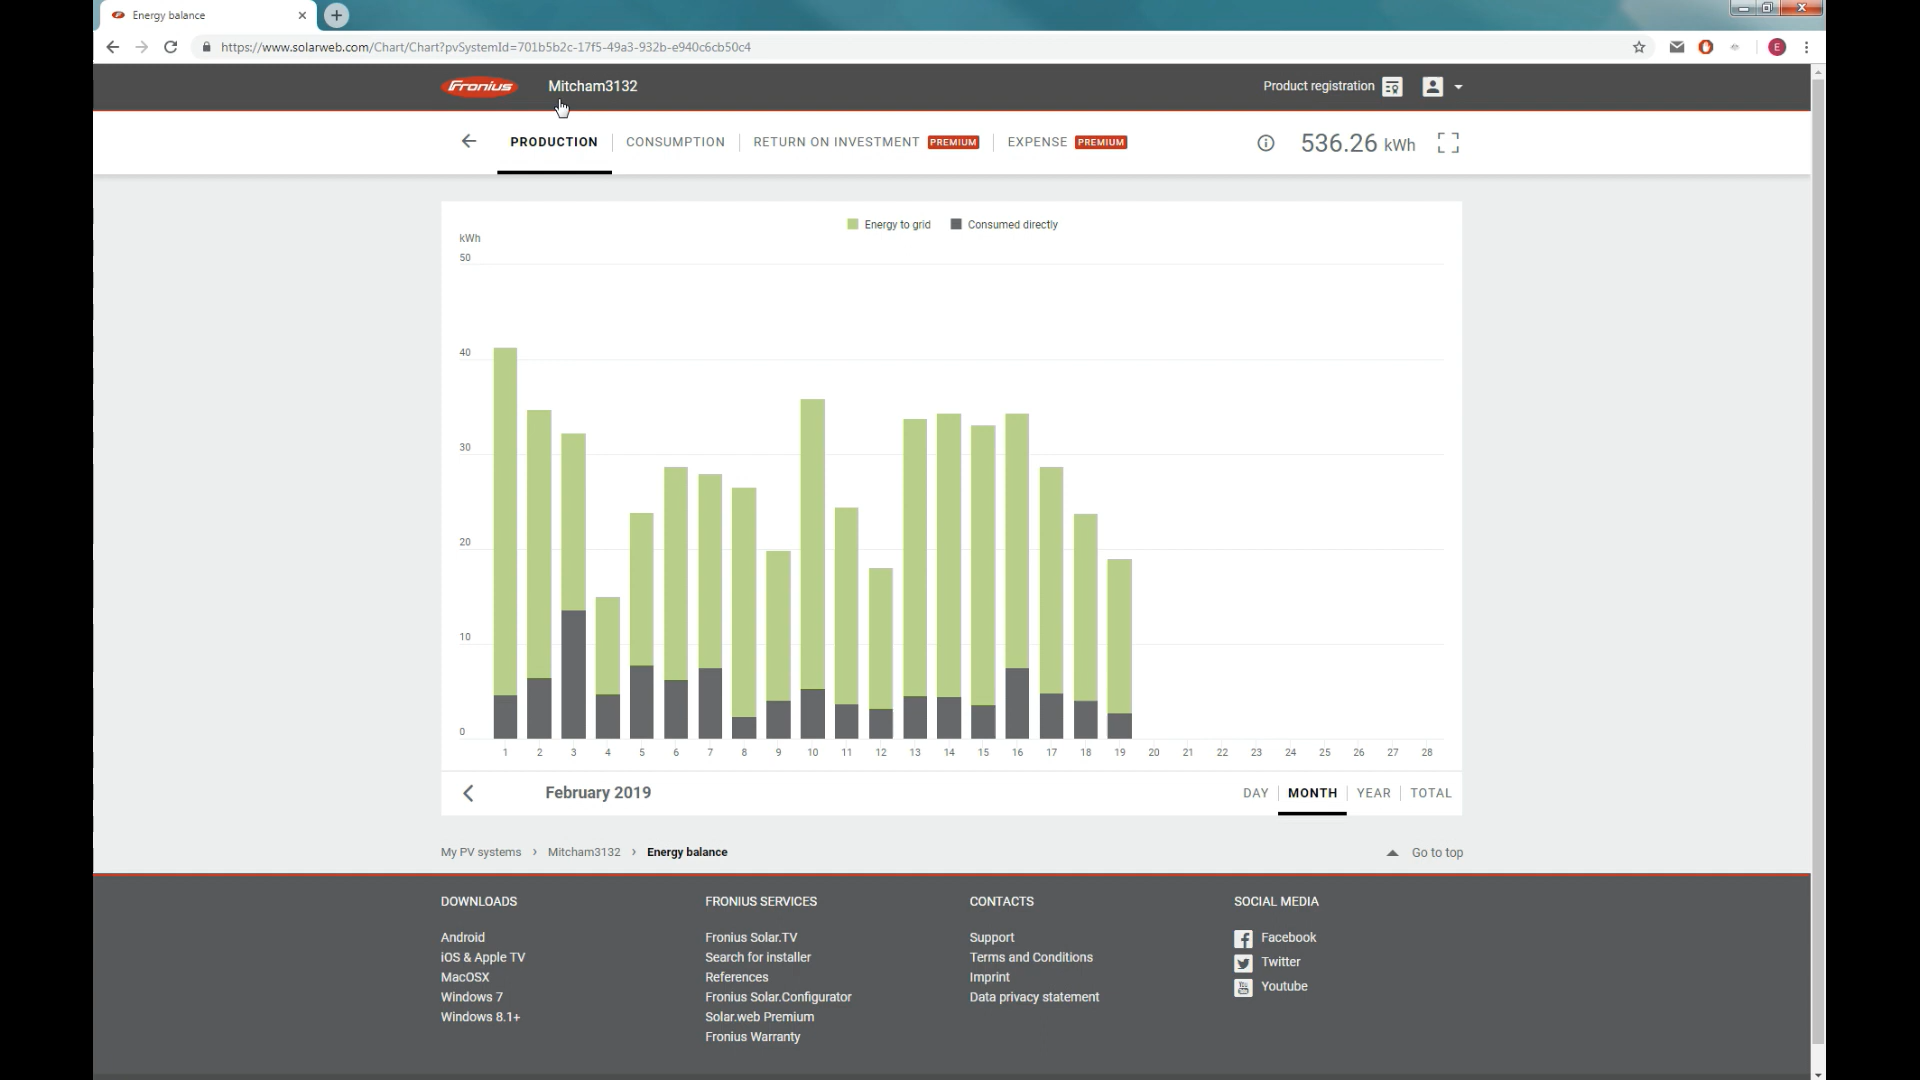 Energy balance
https://www.solarweb.com/Chart/Chart?pvSystemId=701b5b2c-17f5-49a3-932b-e940c6cb50c4
E
Fronius Mitcham3132 Product registration
PRODUCTION CONSUMPTION RETURN ON INVESTMENT PREMIUM EXPENSE PREMIUM 536.26 kWh
Energy to grid Consumed directly
kWh
50
40
30
20
10
0
1 2 3 4 5 6 7 8 9 10 11 12 13 14 15 16 17 18 19 20 21 22 23 24 25 26 27 28
February 2019 DAY MONTH YEAR TOTAL
My PV systems > Mitcham3132 > Energy balance Go to top
DOWNLOADS FRONIUS SERVICES CONTACTS SOCIAL MEDIA
Android Fronius Solar.TV Support Facebook
iOS & Apple TV Search for installer Terms and Conditions Twitter
MacOSX References Imprint Youtube
Windows 7 Fronius Solar.Configurator Data privacy statement
Windows 8.1+ Solar.web Premium
Fronius Warranty